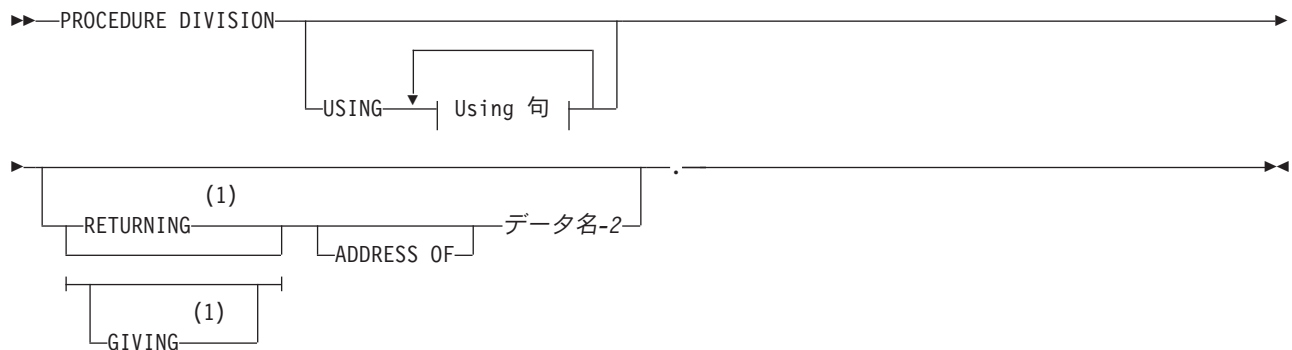 PROCEDURE DIVISION
USING Using 句
.
(1)
RETURNING データ名-2
ADDRESS OF
(1)
GIVING